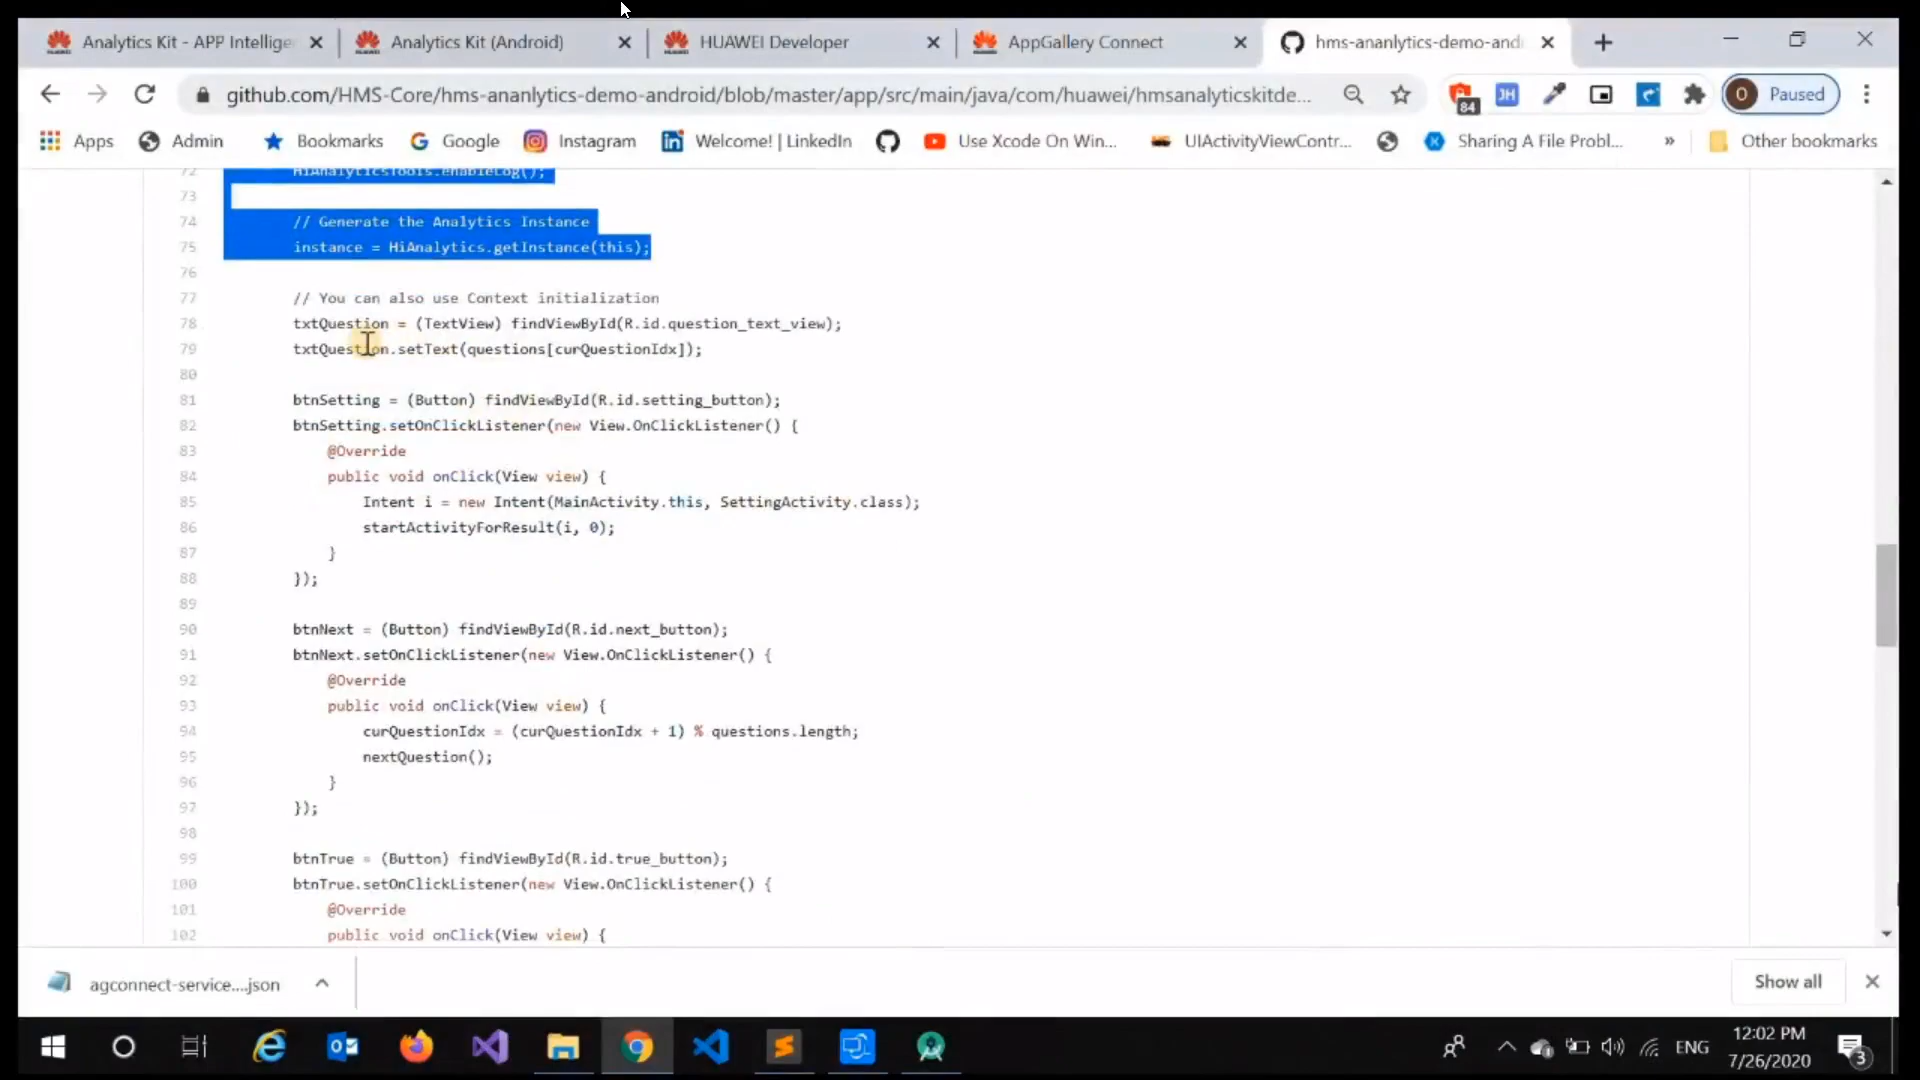 Analytics Kit - APP Intellige
Analytics Kit (Android)
HUAWEI Developer
AppGallery Connect
hms-ananlytics-demo-and
github.com/HMS-Core/hms-ananlytics-demo-android/blob/master/app/src/main/java/com/huawei/hmsanalyticskitde...
84
JH
O
Paused
Apps
Admin
Bookmarks
Google
Instagram
Welcome! | LinkedIn
Use Xcode On Win...
UIActivityViewContr...
Sharing A File Probl...
»
Other bookmarks
72 HiAnalyticsTools.enableLog();
73
74 // Generate the Analytics Instance
75 instance = HiAnalytics.getInstance(this);
76
77 // You can also use Context initialization
78 txtQuestion = (TextView) findViewById(R.id.question_text_view);
79 txtQuestion.setText(questions[curQuestionIdx]);
80
81 btnSetting = (Button) findViewById(R.id.setting_button);
82 btnSetting.setOnClickListener(new View.OnClickListener() {
83 @Override
84 public void onClick(View view) {
85 Intent i = new Intent(MainActivity.this, SettingActivity.class);
86 startActivityForResult(i, 0);
87 }
88 });
89
90 btnNext = (Button) findViewById(R.id.next_button);
91 btnNext.setOnClickListener(new View.OnClickListener() {
92 @Override
93 public void onClick(View view) {
94 curQuestionIdx = (curQuestionIdx + 1) % questions.length;
95 nextQuestion();
96 }
97 });
98
99 btnTrue = (Button) findViewById(R.id.true_button);
100 btnTrue.setOnClickListener(new View.OnClickListener() {
101 @Override
102 public void onClick(View view) {
agconnect-service....json
Show all
ENG
12:02 PM
7/26/2020
3